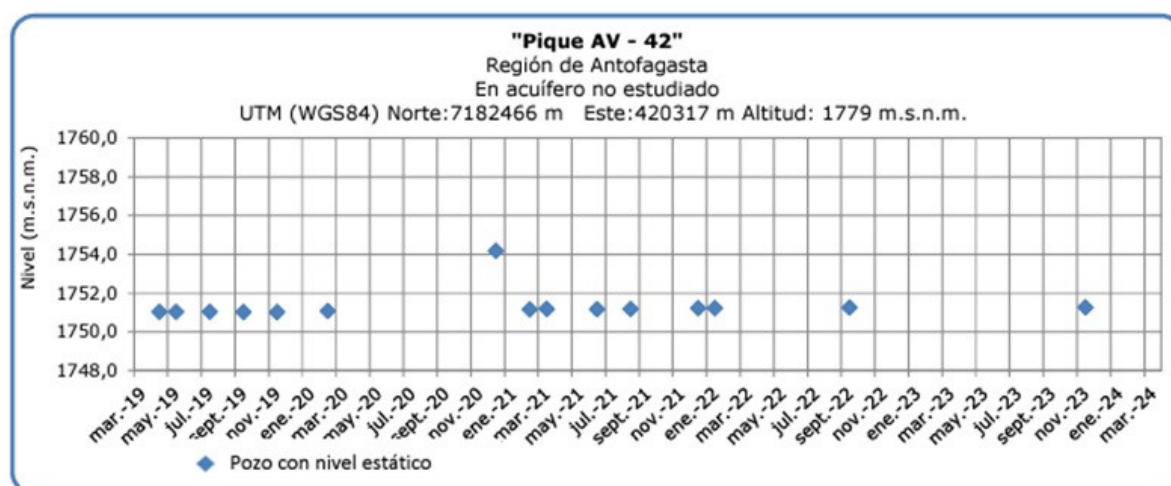 "Pique AV - 42"
Región de Antofagasta
En acuífero no estudiado
UTM (WGS84) Norte:7182466 m Este:420317 m Altitud: 1779 m.s.n.m.
Nivel (m.s.n.m.)
1760,0
1758,0
1756,0
1754,0
1752,0
1750,0
1748,0
mar.-19
may.-19
jul.-19
sept.-19
nov.-19
ene.-20
mar.-20
may.-20
jul.-20
sept.-20
nov.-20
ene.-21
mar.-21
may.-21
jul.-21
sept.-21
nov.-21
ene.-22
mar.-22
may.-22
jul.-22
sept.-22
nov.-22
ene.-23
mar.-23
may.-23
jul.-23
sept.-23
nov.-23
ene.-24
mar.-24
Pozo con nivel estático